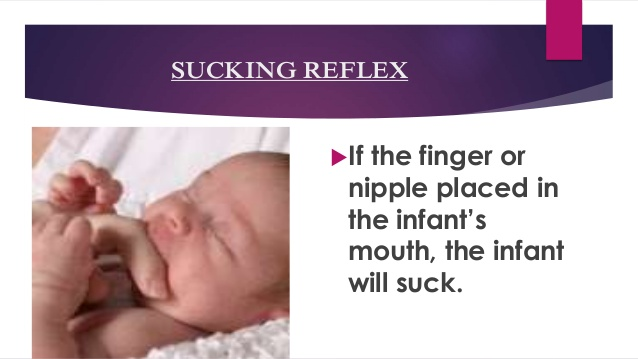 SUCKING REFLEX
If the finger or
nipple placed in
the infant’s
mouth, the infant
will suck.